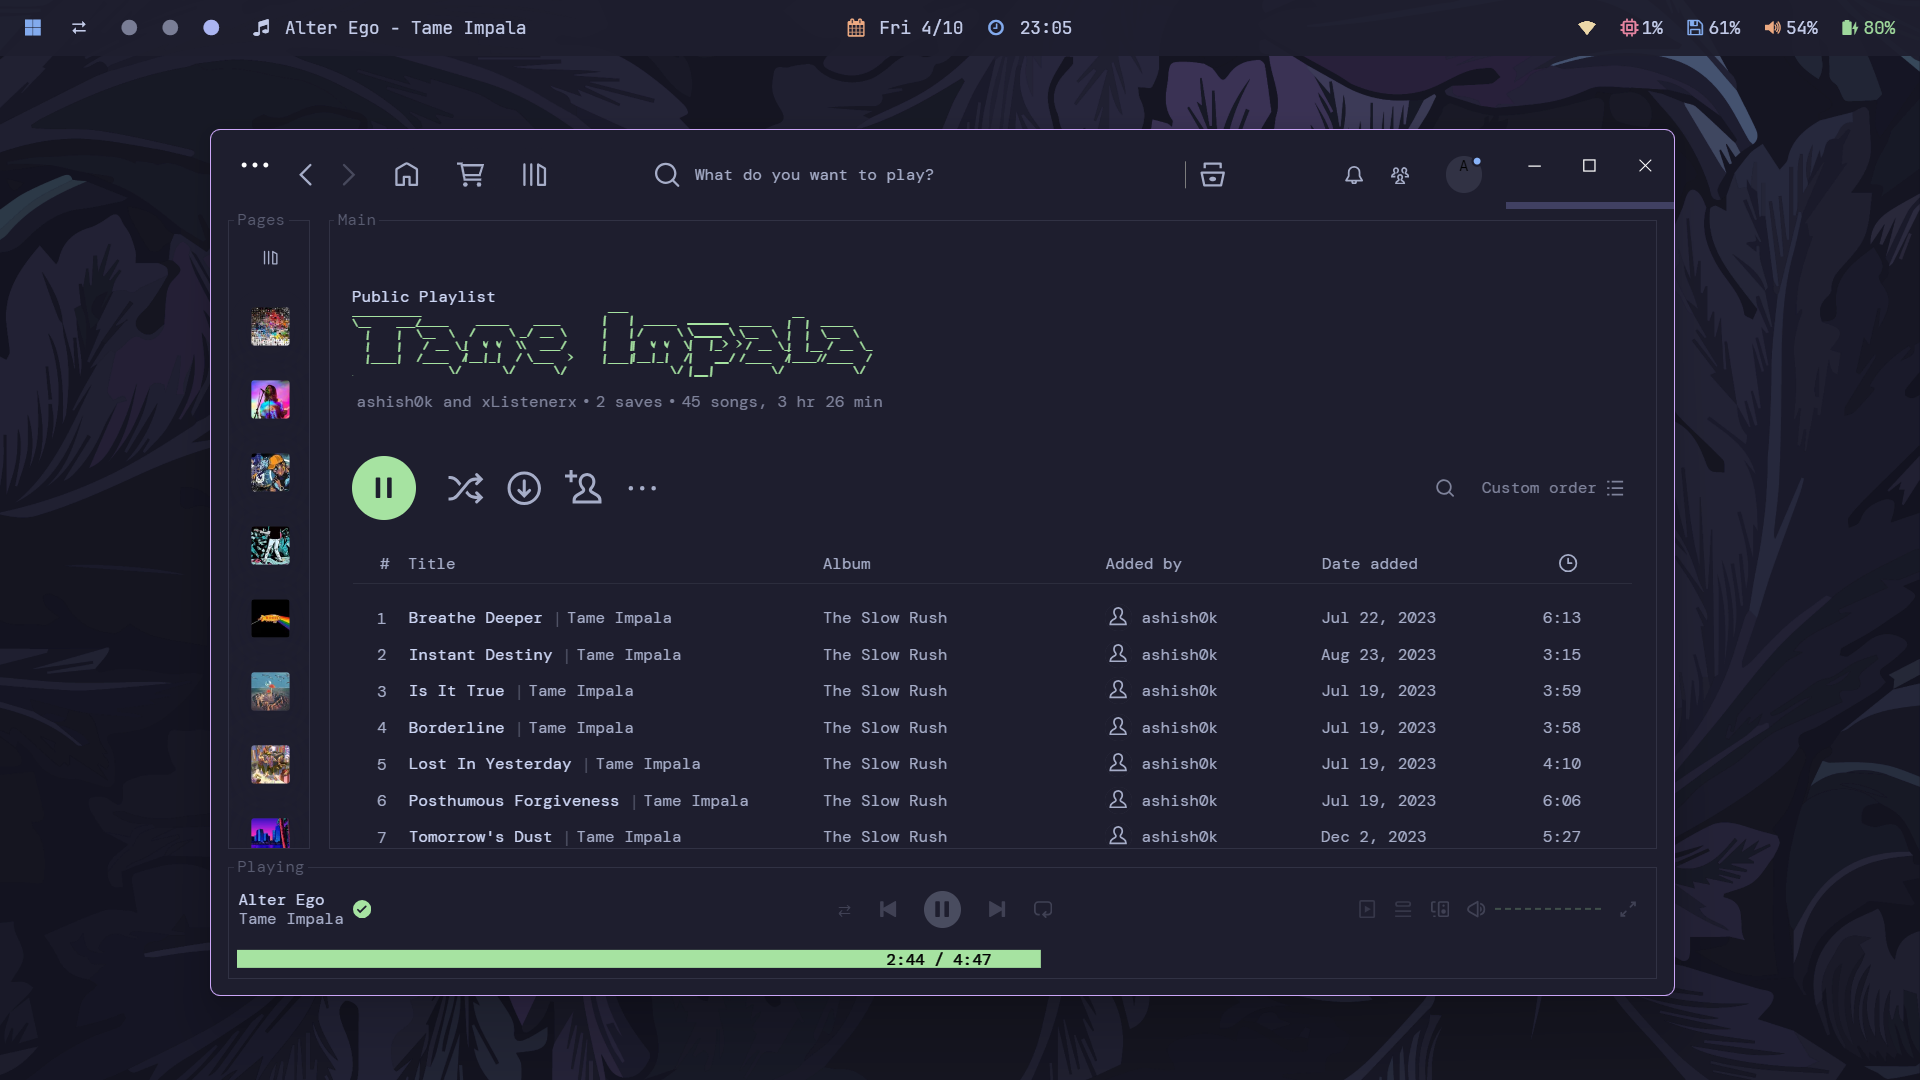 Alter Ego - Tame Impala
Fri 4/10 23:05
1% 61% 54% 80%
What do you want to play?
A
Pages
Main
Public Playlist
Tame Impala
ashish0k and xListenerx • 2 saves • 45 songs, 3 hr 26 min
Custom order
# Title Album Added by Date added
1 Breathe Deeper | Tame Impala The Slow Rush ashish0k Jul 22, 2023 6:13
2 Instant Destiny | Tame Impala The Slow Rush ashish0k Aug 23, 2023 3:15
3 Is It True | Tame Impala The Slow Rush ashish0k Jul 19, 2023 3:59
4 Borderline | Tame Impala The Slow Rush ashish0k Jul 19, 2023 3:58
5 Lost In Yesterday | Tame Impala The Slow Rush ashish0k Jul 19, 2023 4:10
6 Posthumous Forgiveness | Tame Impala The Slow Rush ashish0k Jul 19, 2023 6:06
7 Tomorrow's Dust | Tame Impala The Slow Rush ashish0k Dec 2, 2023 5:27
Playing
Alter Ego
Tame Impala
2:44 / 4:47